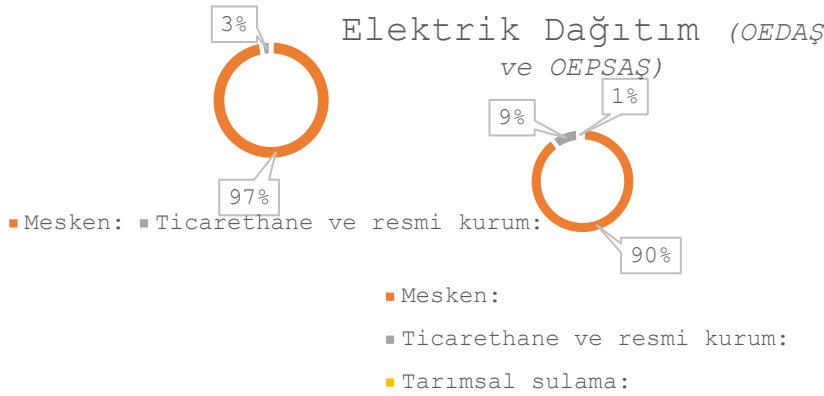 3%
97%
Mesken: Ticarethane ve resmi kurum:
Elektrik Dağıtım (OEDAŞ
ve OEPSAŞ)
1%
9%
90%
Mesken:
Ticarethane ve resmi kurum:
Tarımsal sulama: